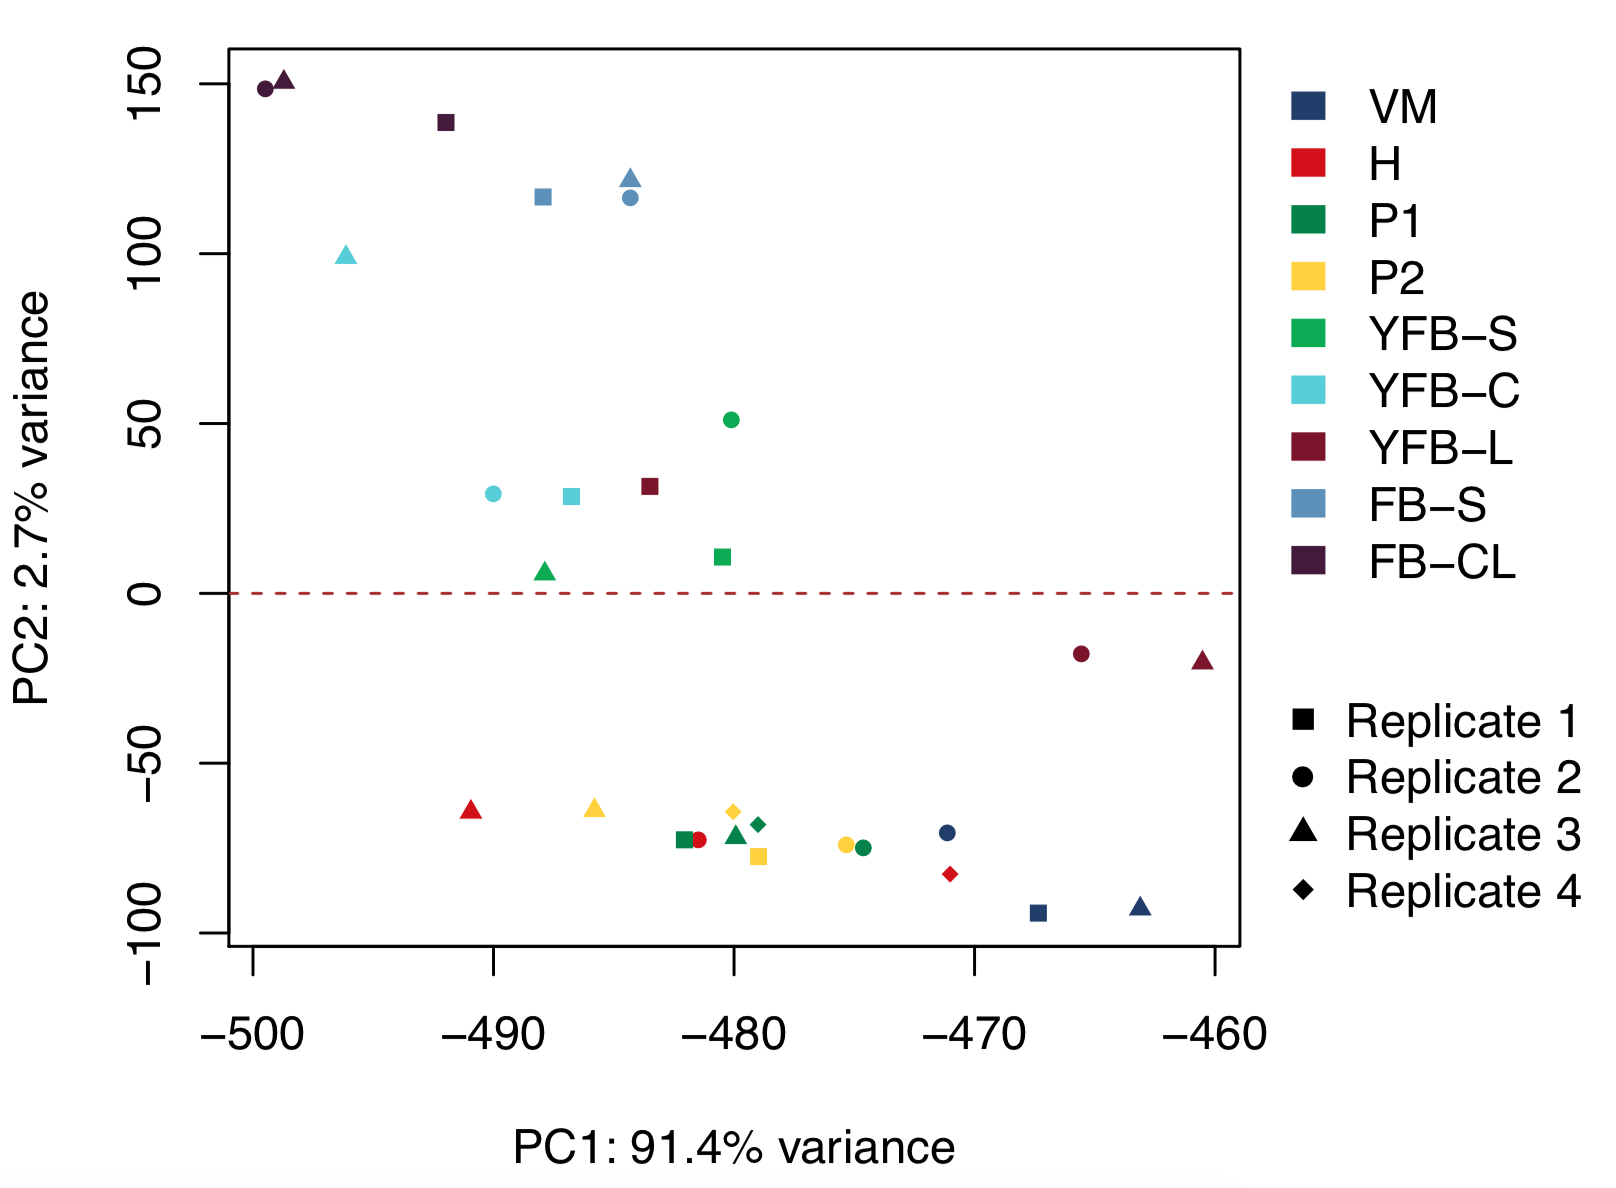 PC2: 2.7% variance
150
100
50
0
−50
−100
−500
−490
−480
−470
−460
PC1: 91.4% variance
VM
H
P1
P2
YFB−S
YFB−C
YFB−L
FB−S
FB−CL
Replicate 1
Replicate 2
Replicate 3
Replicate 4